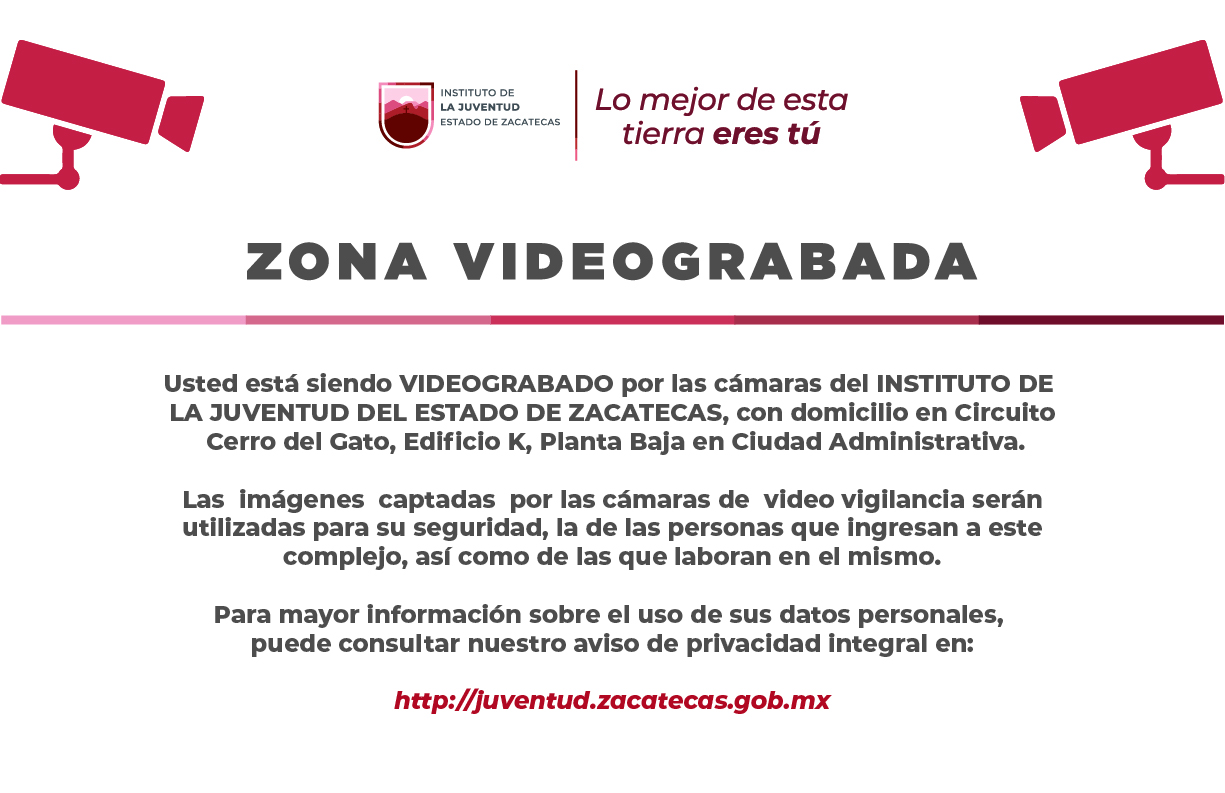 INSTITUTO DE
LA JUVENTUD
ESTADO DE ZACATECAS
Lo mejor de esta
tierra eres tú
ZONA VIDEOGRABADA
Usted está siendo VIDEOGRABADO por las cámaras del INSTITUTO DE
LA JUVENTUD DEL ESTADO DE ZACATECAS, con domicilio en Circuito
Cerro del Gato, Edificio K, Planta Baja en Ciudad Administrativa.
Las imágenes captadas por las cámaras de video vigilancia serán
utilizadas para su seguridad, la de las personas que ingresan a este
complejo, así como de las que laboran en el mismo.
Para mayor información sobre el uso de sus datos personales,
puede consultar nuestro aviso de privacidad integral en:
http://juventud.zacatecas.gob.mx